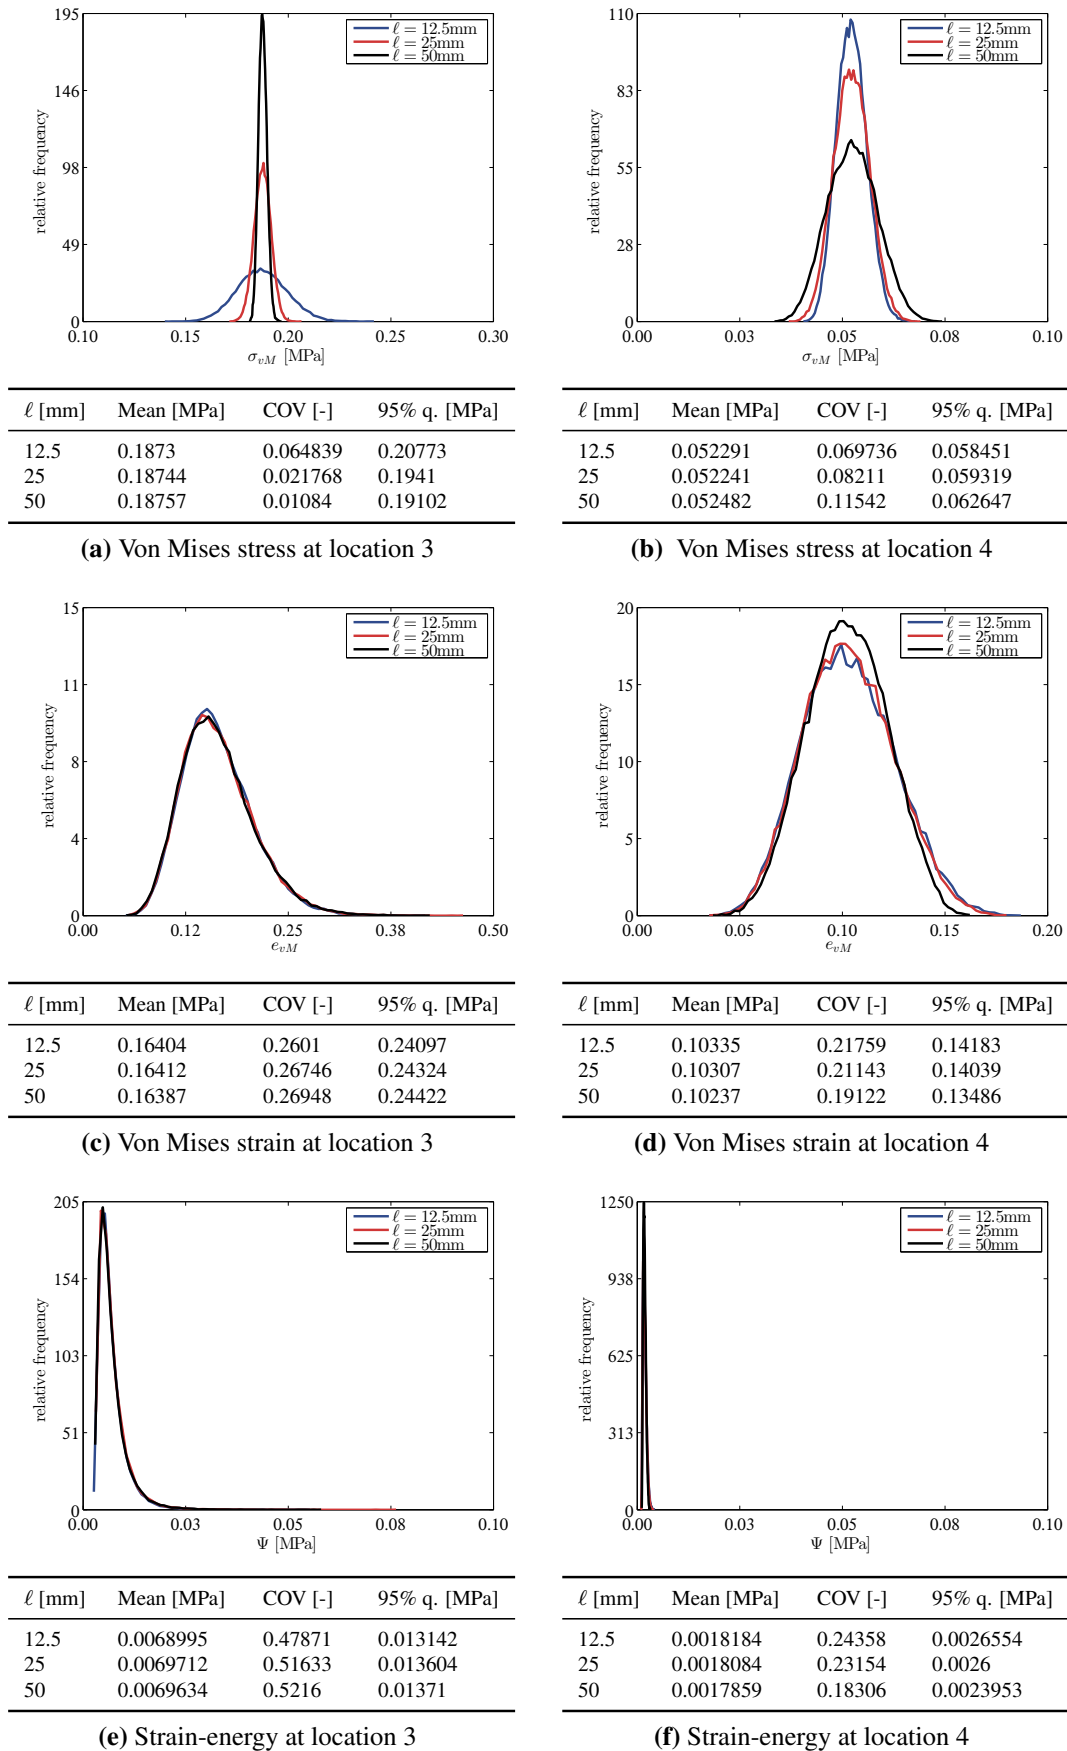 195
146
98
49
0
relative frequency
ℓ = 12.5mm
ℓ = 25mm
ℓ = 50mm
0.10 0.15 0.20 0.25 0.30
σvM [MPa]
ℓ [mm] Mean [MPa] COV [-] 95% q. [MPa]
12.5 0.1873 0.064839 0.20773
25 0.18744 0.021768 0.1941
50 0.18757 0.01084 0.19102
(a) Von Mises stress at location 3
110
83
55
28
0
relative frequency
ℓ = 12.5mm
ℓ = 25mm
ℓ = 50mm
0.00 0.03 0.05 0.08 0.10
σvM [MPa]
ℓ [mm] Mean [MPa] COV [-] 95% q. [MPa]
12.5 0.052291 0.069736 0.058451
25 0.052241 0.08211 0.059319
50 0.052482 0.11542 0.062647
(b) Von Mises stress at location 4
15
11
8
4
0
relative frequency
ℓ = 12.5mm
ℓ = 25mm
ℓ = 50mm
0.00 0.12 0.25 0.38 0.50
evM
ℓ [mm] Mean [MPa] COV [-] 95% q. [MPa]
12.5 0.16404 0.2601 0.24097
25 0.16412 0.26746 0.24324
50 0.16387 0.26948 0.24422
(c) Von Mises strain at location 3
20
15
10
5
0
relative frequency
ℓ = 12.5mm
ℓ = 25mm
ℓ = 50mm
0.00 0.05 0.10 0.15 0.20
evM
ℓ [mm] Mean [MPa] COV [-] 95% q. [MPa]
12.5 0.10335 0.21759 0.14183
25 0.10307 0.21143 0.14039
50 0.10237 0.19122 0.13486
(d) Von Mises strain at location 4
205
154
103
51
0
relative frequency
ℓ = 12.5mm
ℓ = 25mm
ℓ = 50mm
0.00 0.03 0.05 0.08 0.10
Ψ [MPa]
ℓ [mm] Mean [MPa] COV [-] 95% q. [MPa]
12.5 0.0068995 0.47871 0.013142
25 0.0069712 0.51633 0.013604
50 0.0069634 0.5216 0.01371
(e) Strain-energy at location 3
1250
938
625
313
0
relative frequency
ℓ = 12.5mm
ℓ = 25mm
ℓ = 50mm
0.00 0.03 0.05 0.08 0.10
Ψ [MPa]
ℓ [mm] Mean [MPa] COV [-] 95% q. [MPa]
12.5 0.0018184 0.24358 0.0026554
25 0.0018084 0.23154 0.0026
50 0.0017859 0.18306 0.0023953
(f) Strain-energy at location 4